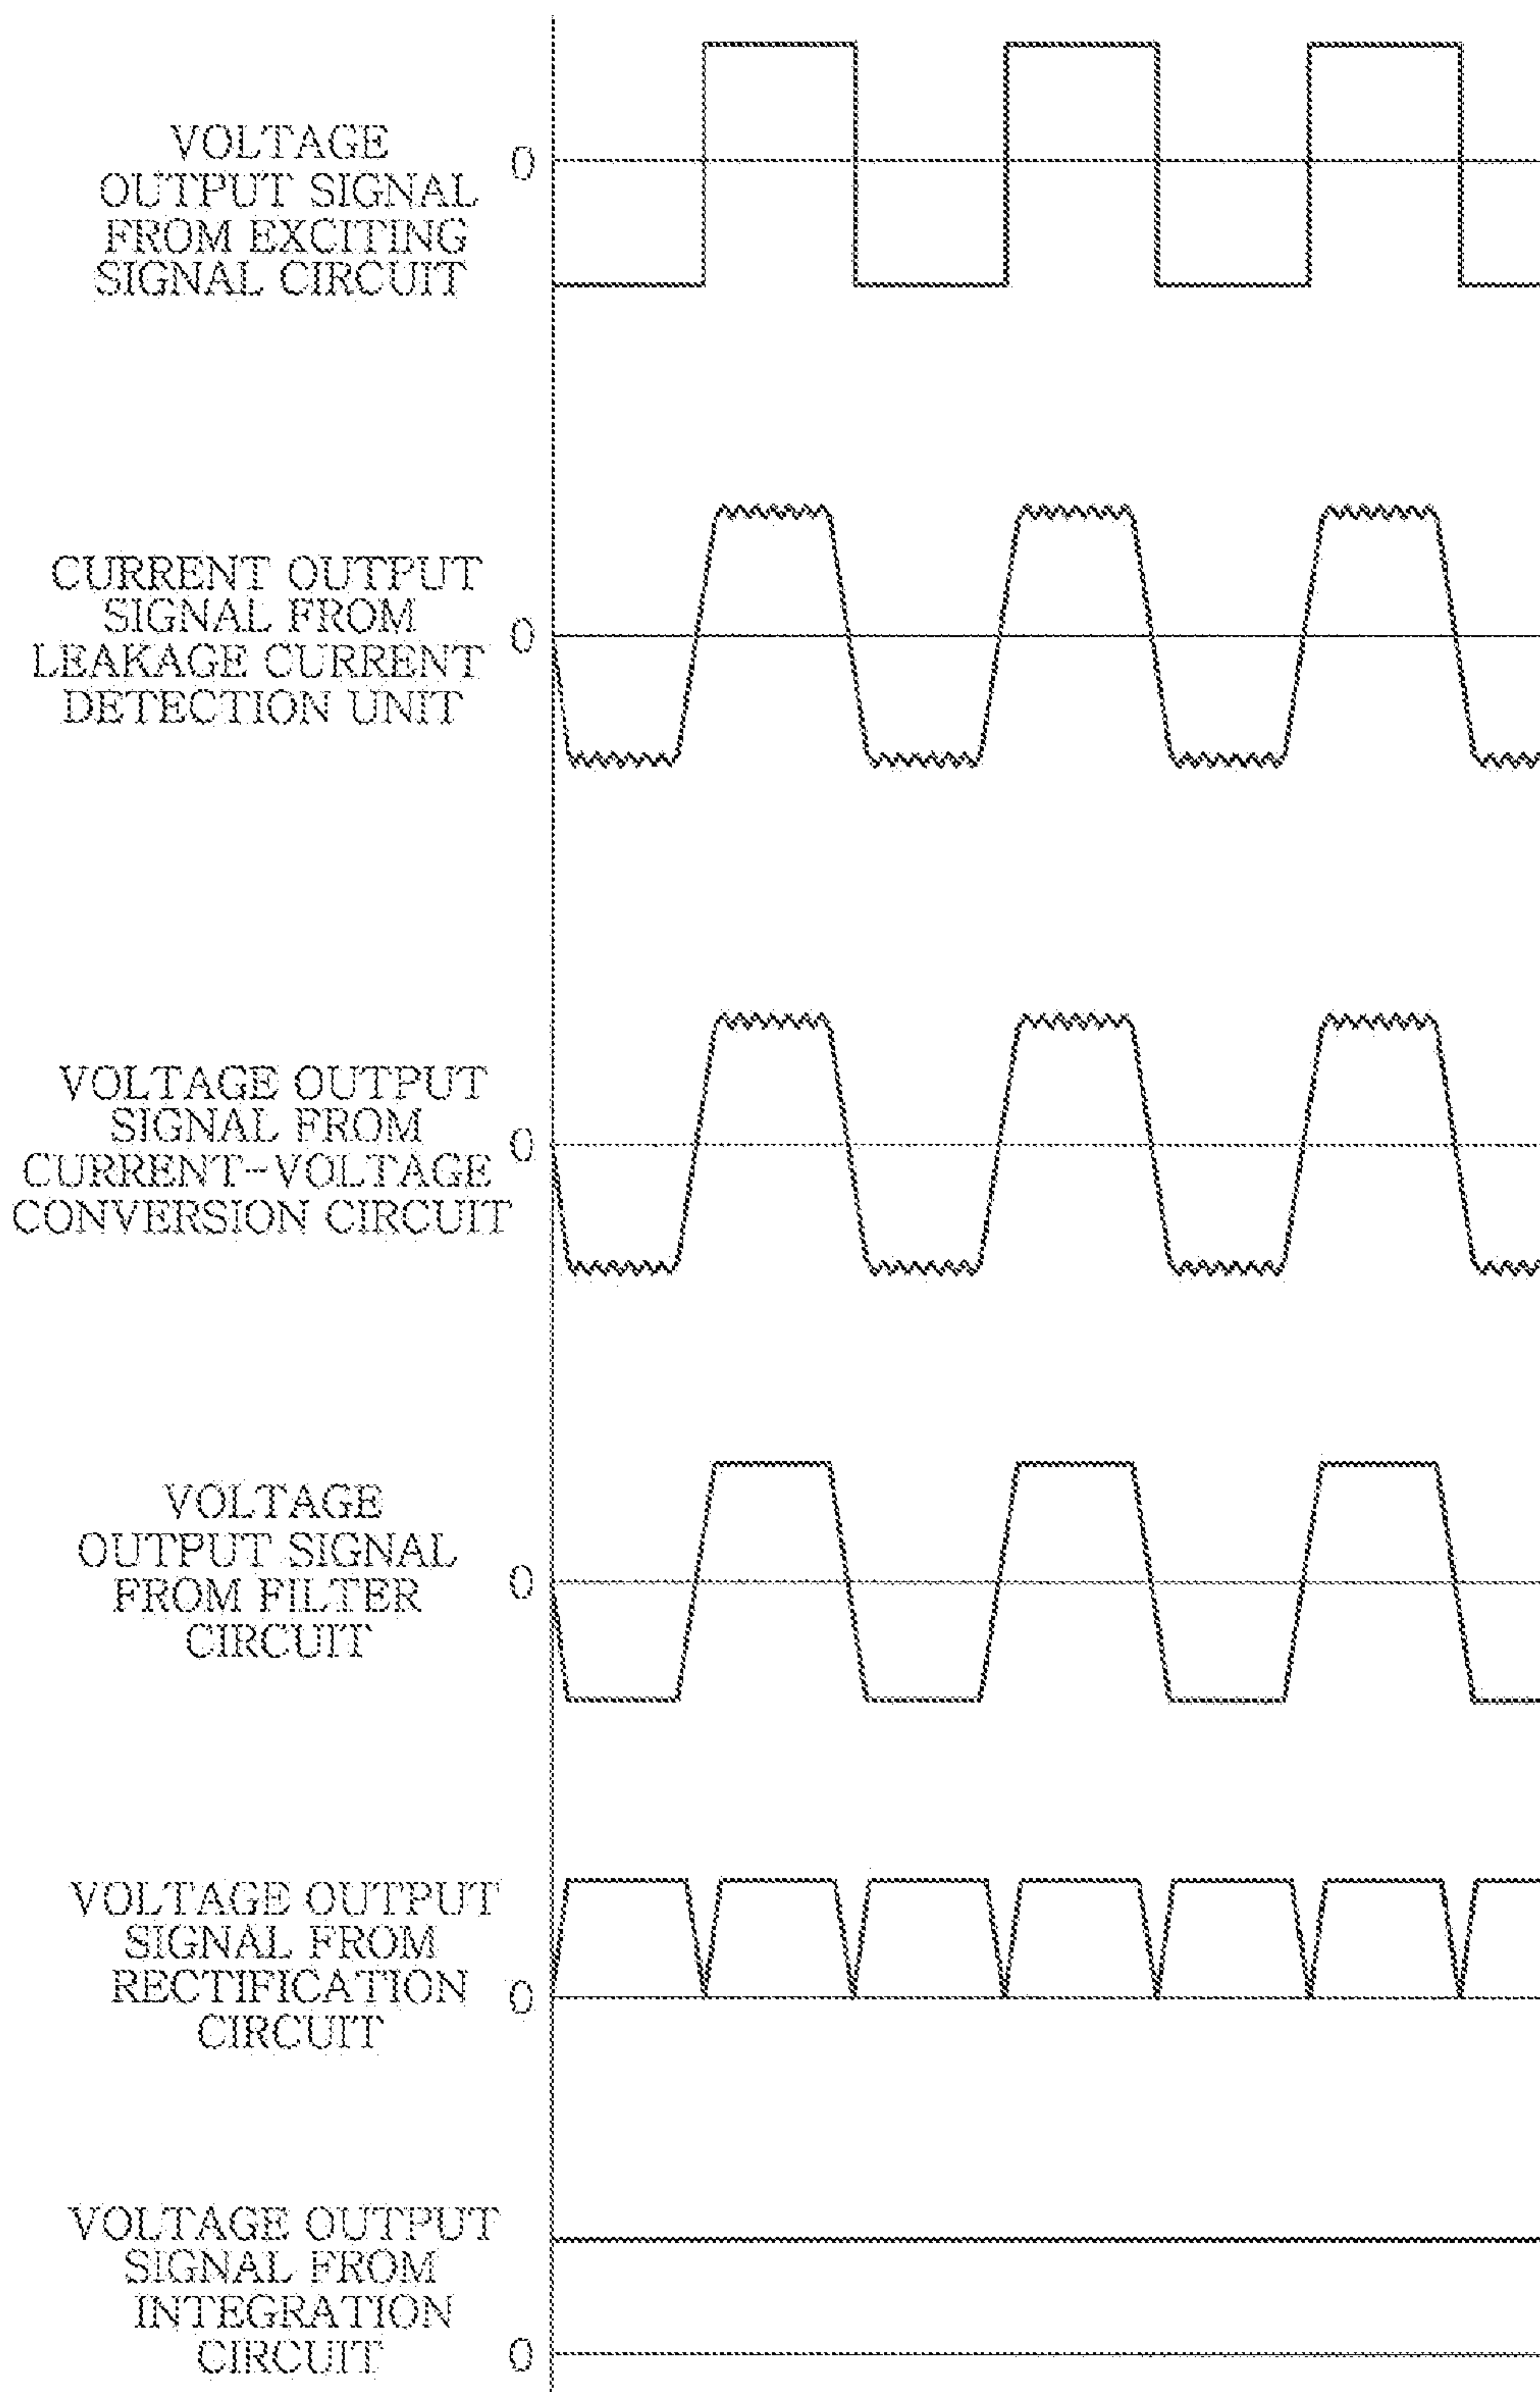 VOLTAGE
OUTPUT SIGNAL
FROM EXCITING
SIGNAL CIRCUIT
0
CURRENT OUTPUT
SIGNAL FROM
LEAKAGE CURRENT
DETECTION UNIT
0
VOLTAGE OUTPUT
SIGNAL FROM
CURRENT-VOLTAGE
CONVERSION CIRCUIT
0
VOLTAGE
OUTPUT SIGNAL
FROM FILTER
CIRCUIT
0
VOLTAGE OUTPUT
SIGNAL FROM
RECTIFICATION
CIRCUIT
0
VOLTAGE OUTPUT
SIGNAL FROM
INTEGRATION
CIRCUIT
0